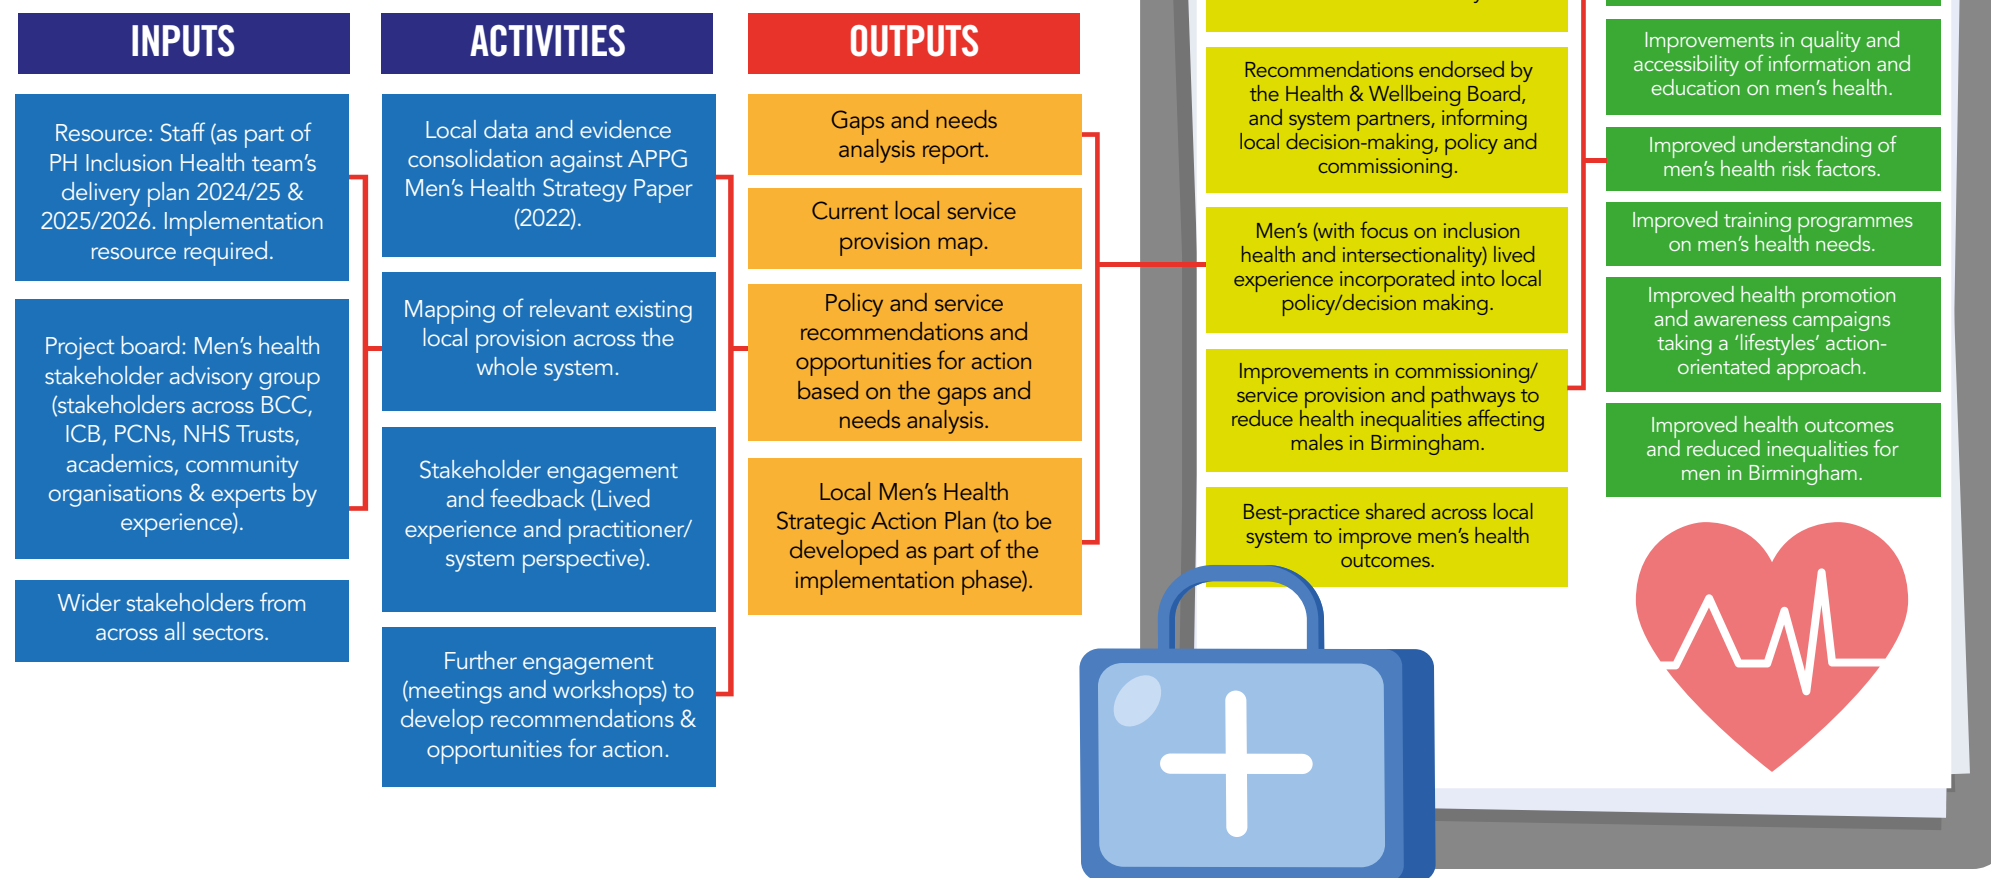 INPUTS
Resource: Staff (as part of
PH Inclusion Health team’s
delivery plan 2024/25 &
2025/2026. Implementation
resource required.
Project board: Men’s health
stakeholder advisory group
(stakeholders across BCC,
ICB, PCNs, NHS Trusts,
academics, community
organisations & experts by
experience).
Wider stakeholders from
across all sectors.
ACTIVITIES
Local data and evidence
consolidation against APPG
Men’s Health Strategy Paper
(2022).
Mapping of relevant existing
local provision across the
whole system.
Stakeholder engagement
and feedback (Lived
experience and practitioner/
system perspective).
Further engagement
(meetings and workshops) to
develop recommendations &
opportunities for action.
OUTPUTS
Gaps and needs
analysis report.
Current local service
provision map.
Policy and service
recommendations and
opportunities for action
based on the gaps and
needs analysis.
Local Men’s Health
Strategic Action Plan (to be
developed as part of the
implementation phase).
Recommendations endorsed by
the Health & Wellbeing Board,
and system partners, informing
local decision-making, policy and
commissioning.
Men’s (with focus on inclusion
health and intersectionality) lived
experience incorporated into local
policy/decision making.
Improvements in commissioning/
service provision and pathways to
reduce health inequalities affecting
males in Birmingham.
Best-practice shared across local
system to improve men’s health
outcomes.
Improvements in quality and
accessibility of information and
education on men’s health.
Improved understanding of
men’s health risk factors.
Improved training programmes
on men’s health needs.
Improved health promotion
and awareness campaigns
taking a ‘lifestyles’ action-
orientated approach.
Improved health outcomes
and reduced inequalities for
men in Birmingham.